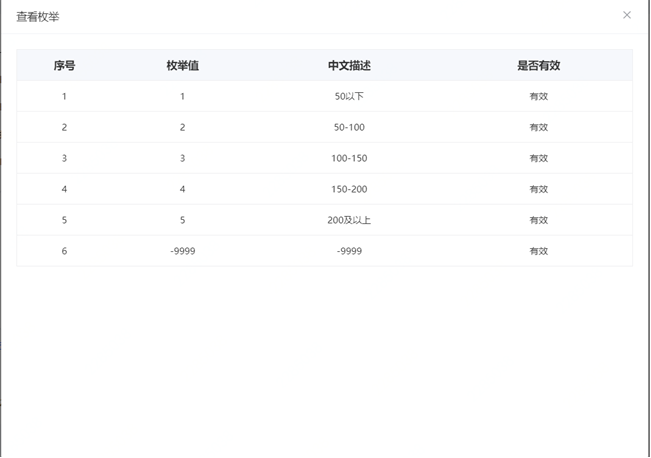 查看枚举
序号 枚举值 中文描述 是否有效
1 1 50以下 有效
2 2 50-100 有效
3 3 100-150 有效
4 4 150-200 有效
5 5 200及以上 有效
6 -9999 -9999 有效